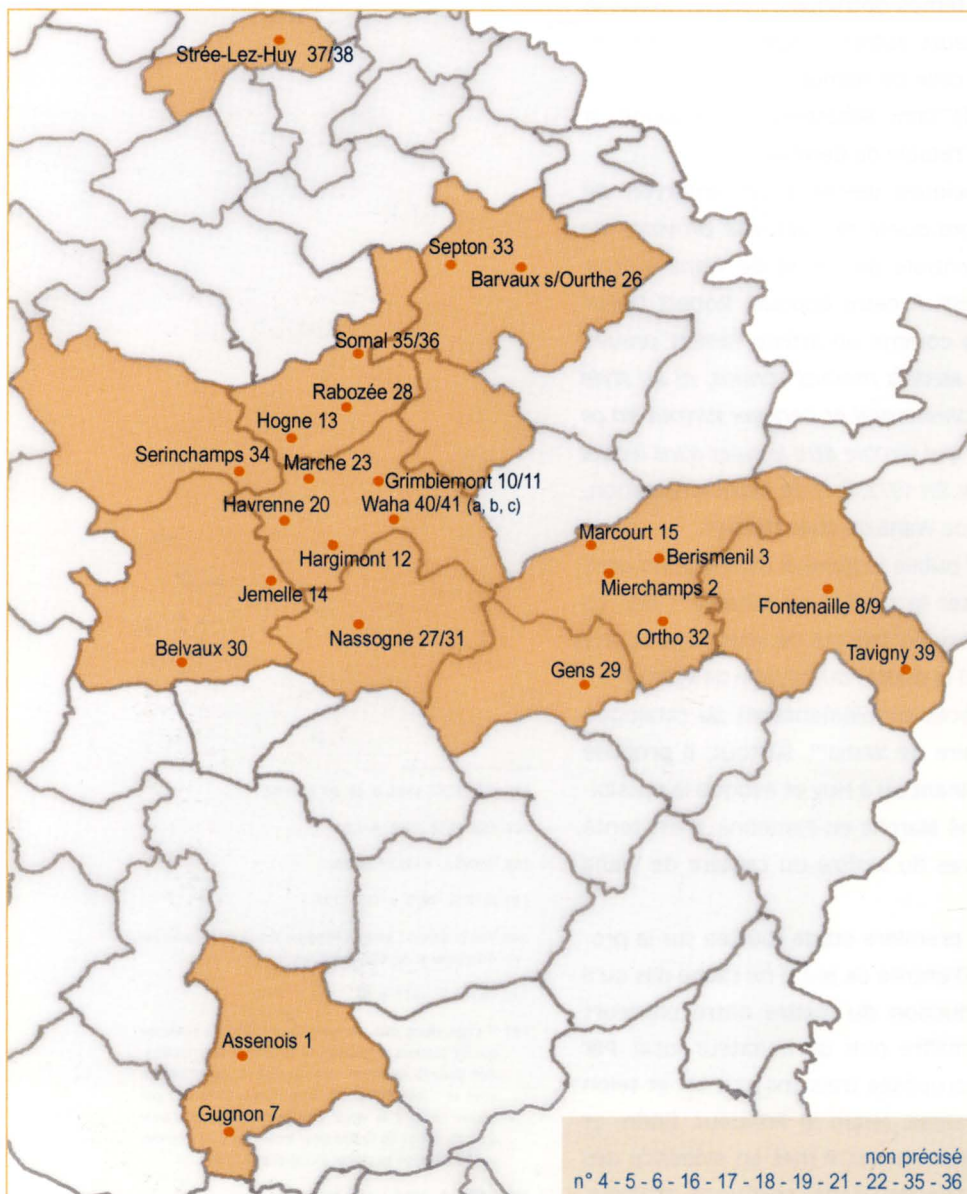 Strée-Lez-Huy 37/38
Septon 33
Barvaux s/Ourthe 26
Somal 35/36
Rabozée 28
Hogne 13
Serinchamps 34
Marche 23
Grimbiemont 10/11
Havrenne 20
Waha 40/41 (a, b, c)
Marcourt 15
Berismenil 3
Hargimont 12
Mierchamps 2
Jemelle 14
Fontenaille 8/9
Nassogne 27/31
Ortho 32
Belvaux 30
Gens 29
Tavigny 39
Assenois 1
Gugnon 7
non précisé
n° 4 - 5 - 6 - 16 - 17 - 18 - 19 - 21 - 22 - 35 - 36